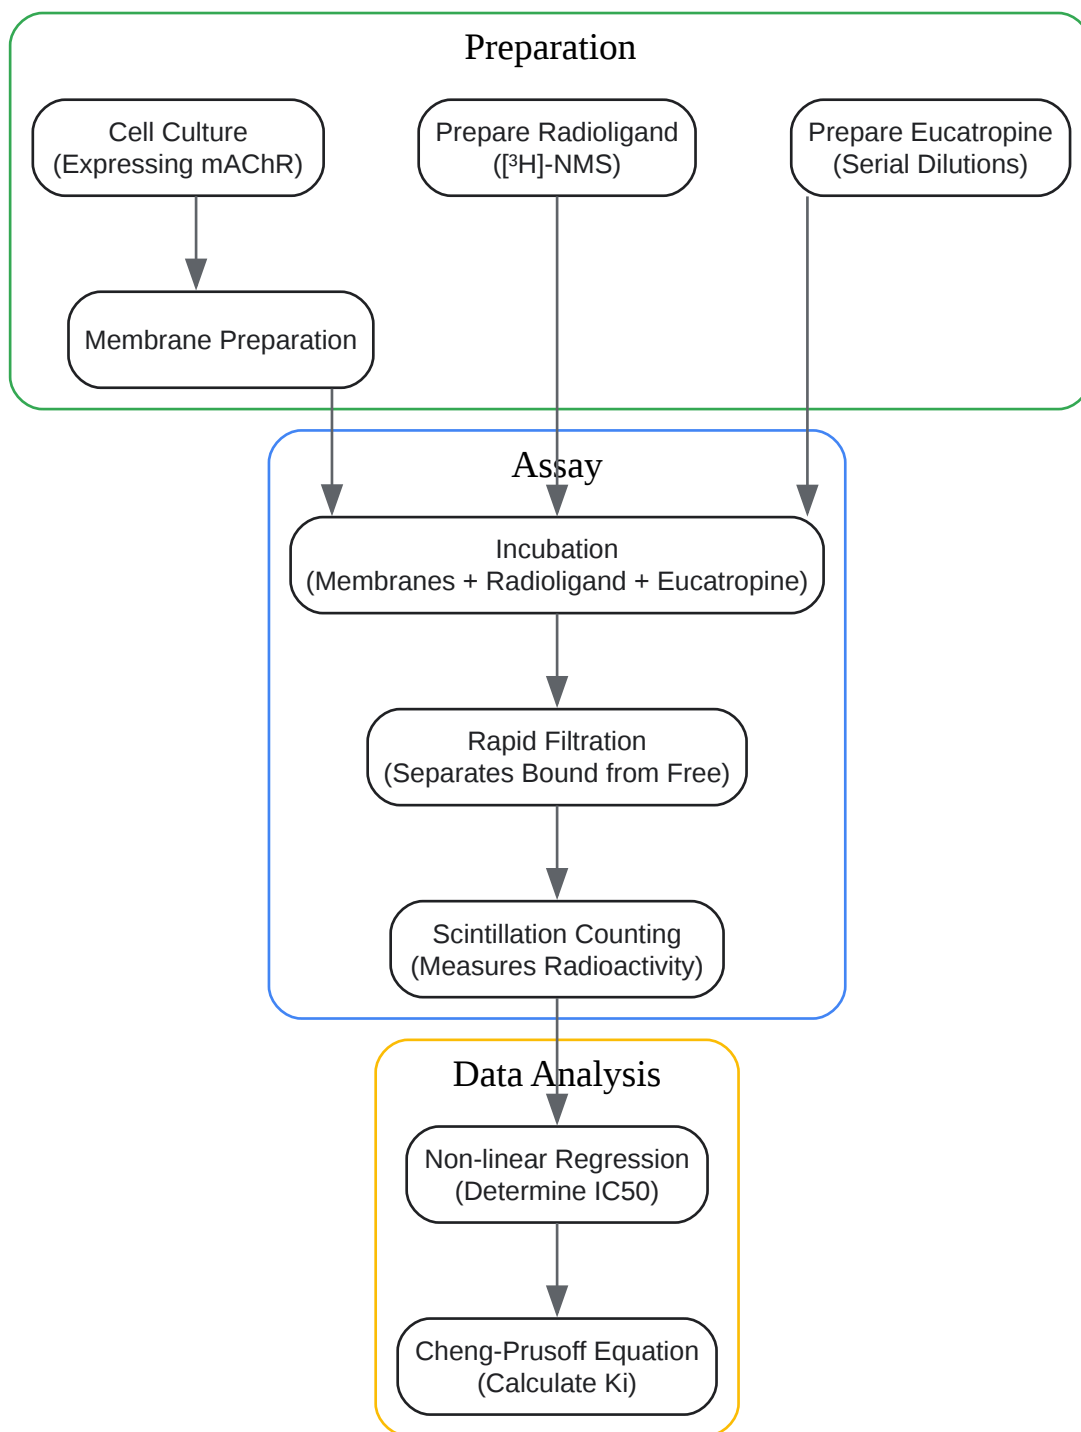 Preparation
Cell Culture
(Expressing mAChR)
Prepare Radioligand
([³H]-NMS)
Prepare Eucatropine
(Serial Dilutions)
Membrane Preparation
Assay
Incubation
(Membranes + Radioligand + Eucatropine)
Rapid Filtration
(Separates Bound from Free)
Scintillation Counting
(Measures Radioactivity)
Data Analysis
Non-linear Regression
(Determine IC50)
Cheng-Prusoff Equation
(Calculate Ki)